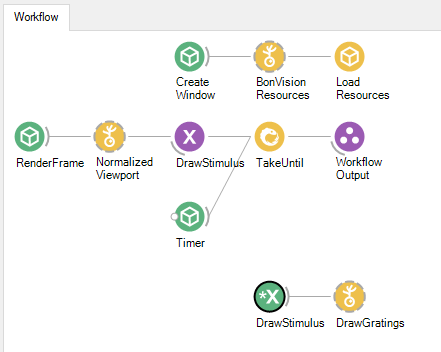 Workflow
Create
Window
BonVision
Resources
Load
Resources
RenderFrame
Normalized
Viewport
X
DrawStimulus
TakeUntil
Workflow
Output
Timer
*X
DrawStimulus
DrawGratings